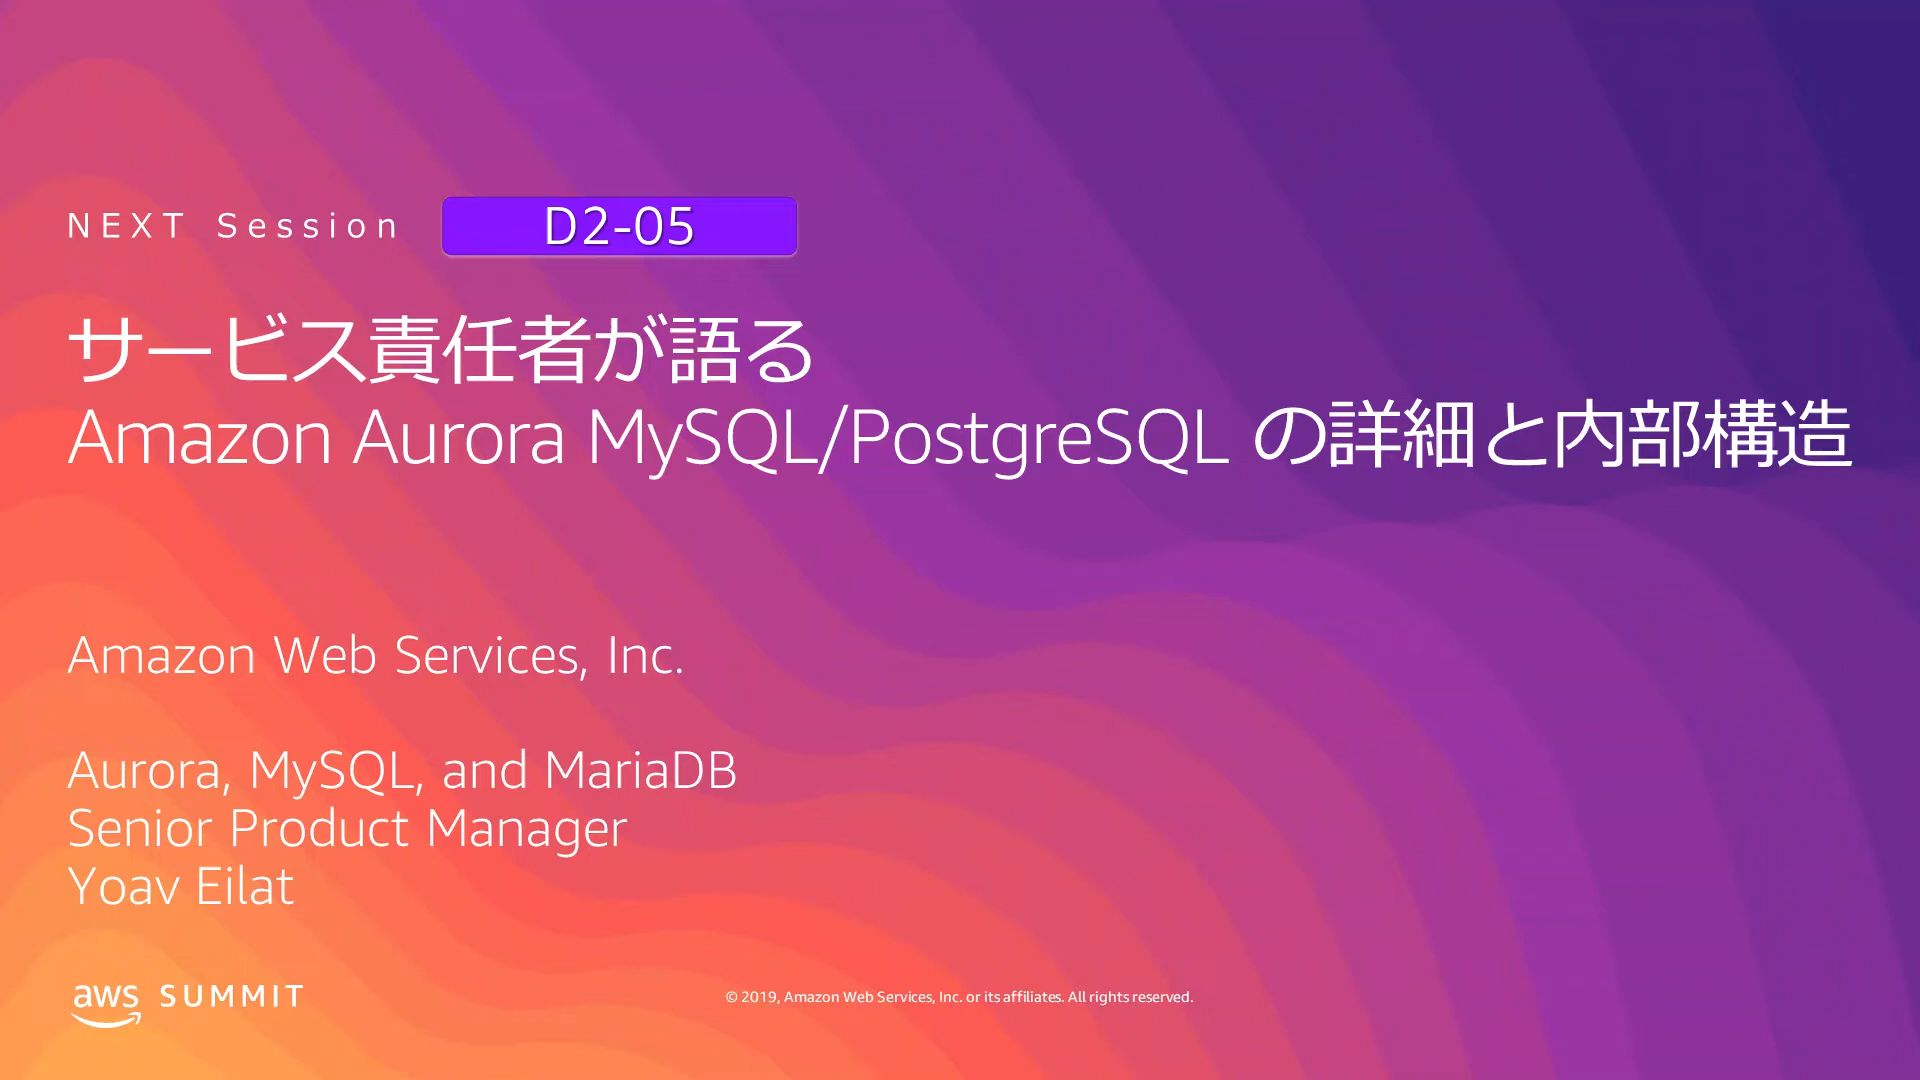 NEXT Session D2-05
サービス責任者が語る
Amazon Aurora MySQL/PostgreSQL の詳細と内部構造
Amazon Web Services, Inc.
Aurora, MySQL, and MariaDB
Senior Product Manager
Yoav Eilat
aws SUMMIT
© 2019, Amazon Web Services, Inc. or its affiliates. All rights reserved.